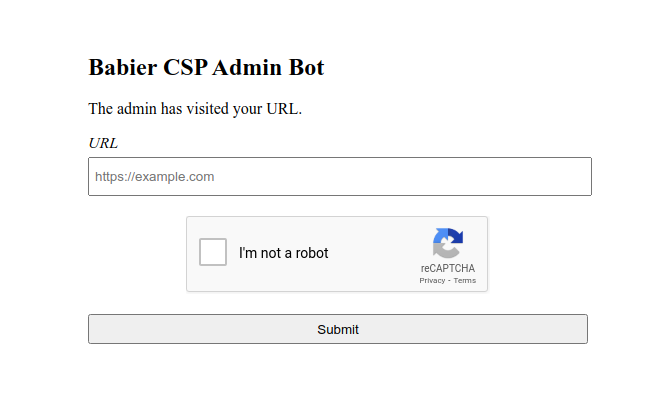 Babier CSP Admin Bot
The admin has visited your URL.
URL
https://example.com
I'm not a robot
reCAPTCHA
Privacy - Terms
Submit